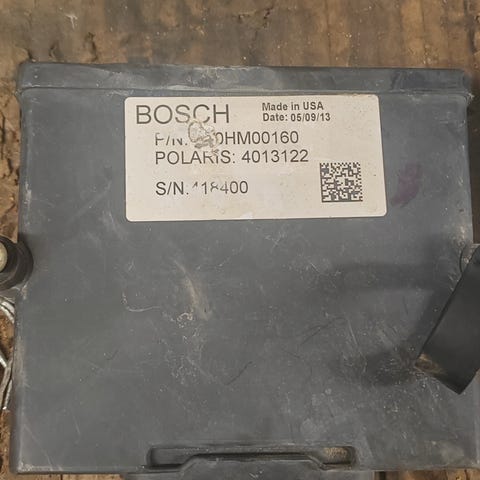 BOSCH
Made in USA
Date: 05/09/13
P/N:
POLARIS: 4013122
S/N: